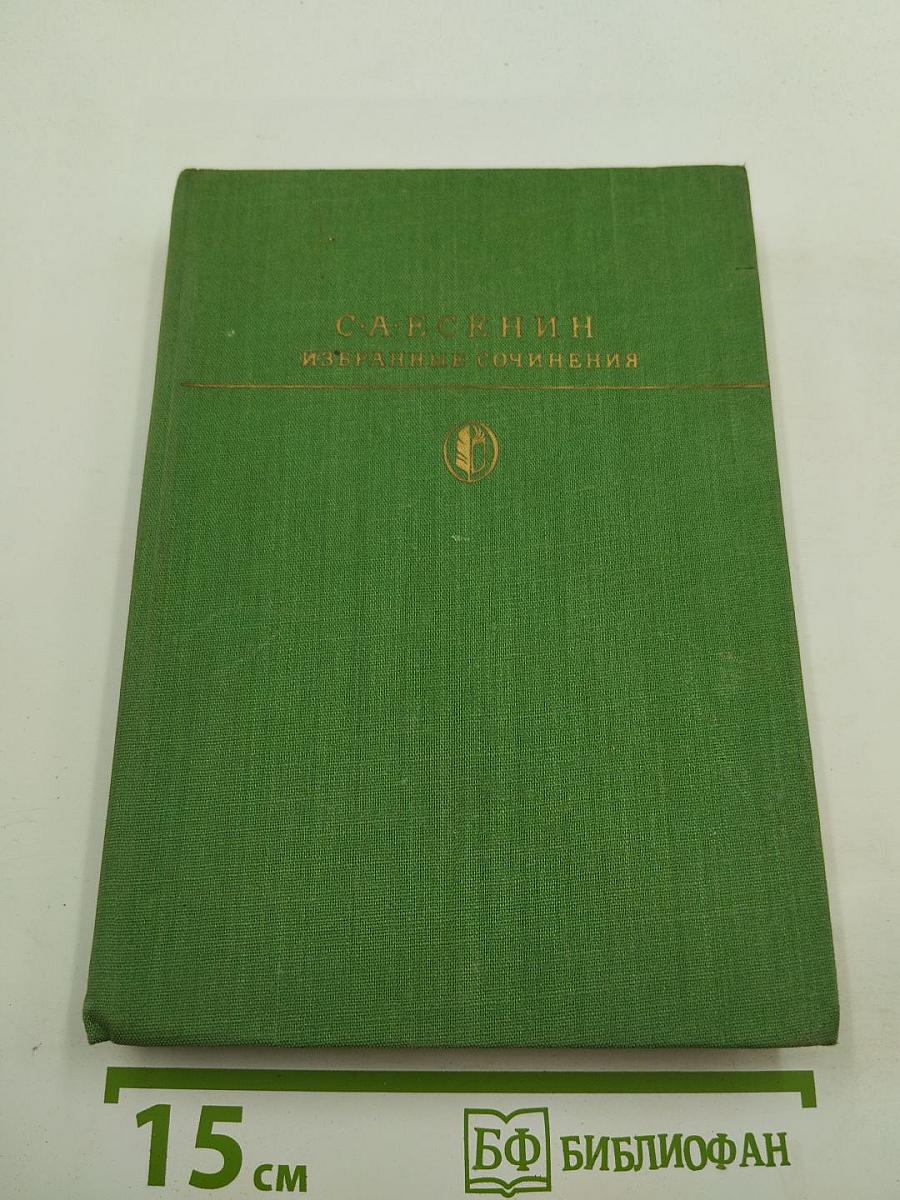 С·А·ЕСЕНИН
ИЗБРАННЫЕ СОЧИНЕНИЯ
15 см
БФ БИБЛИОФАН